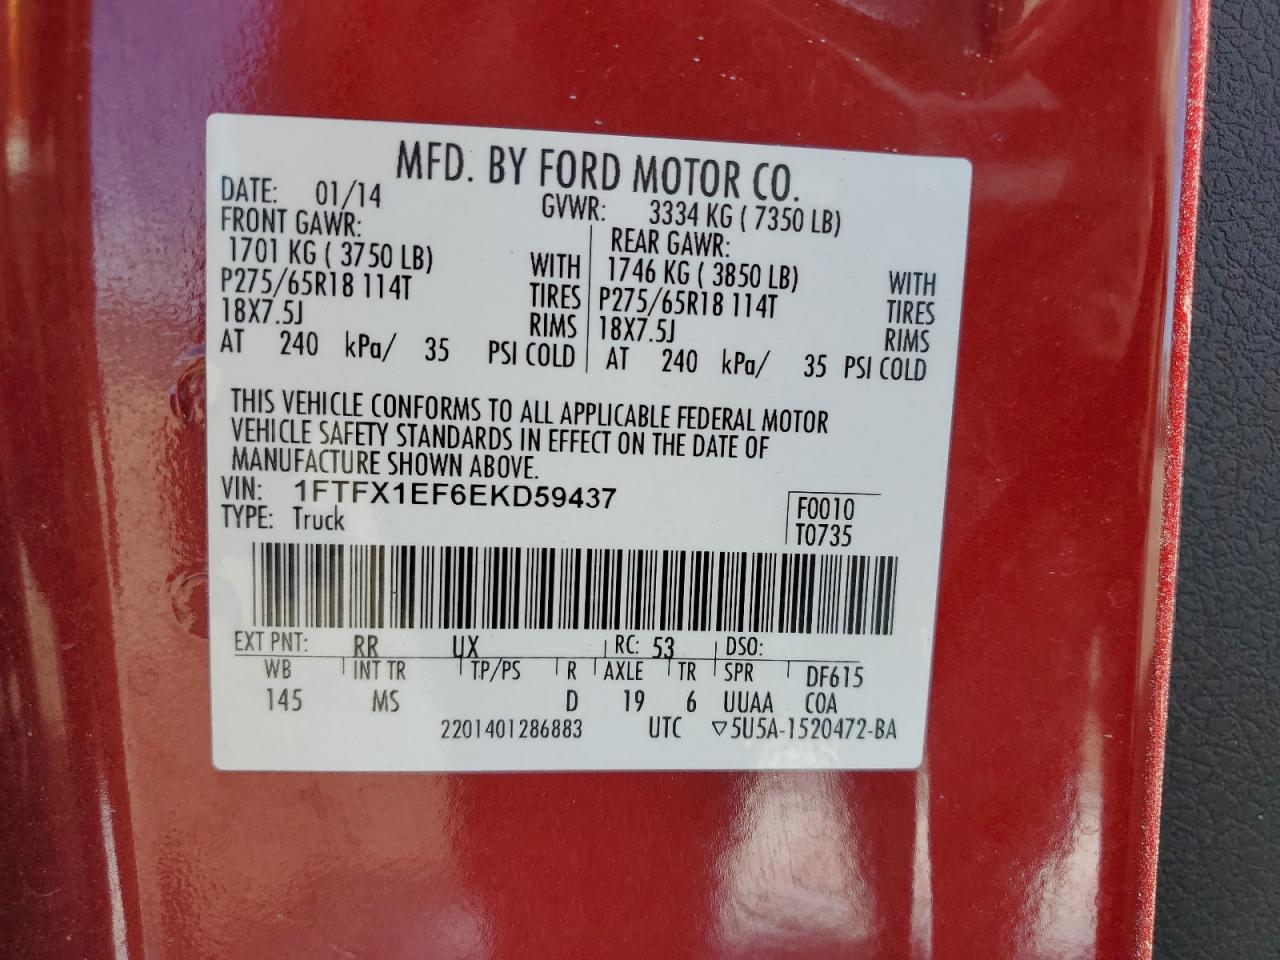 MFD. BY FORD MOTOR CO.
DATE: 01/14 GVWR: 3334 KG ( 7350 LB)
FRONT GAWR: REAR GAWR:
1701 KG ( 3750 LB) WITH 1746 KG ( 3850 LB) WITH
P275/65R18 114T TIRES P275/65R18 114T TIRES
18X7.5J RIMS 18X7.5J RIMS
AT 240 kPa/ 35 PSI COLD AT 240 kPa/ 35 PSI COLD
THIS VEHICLE CONFORMS TO ALL APPLICABLE FEDERAL MOTOR
VEHICLE SAFETY STANDARDS IN EFFECT ON THE DATE OF
MANUFACTURE SHOWN ABOVE.
VIN: 1FTFX1EF6EKD59437 F0010
TYPE: Truck T0735
EXT PNT: RR UX RC: 53 DSO:
WB INT TR TP/PS R AXLE TR SPR DF615
145 MS D 19 6 UUAA COA
2201401286883 UTC ▽5U5A-1520472-BA